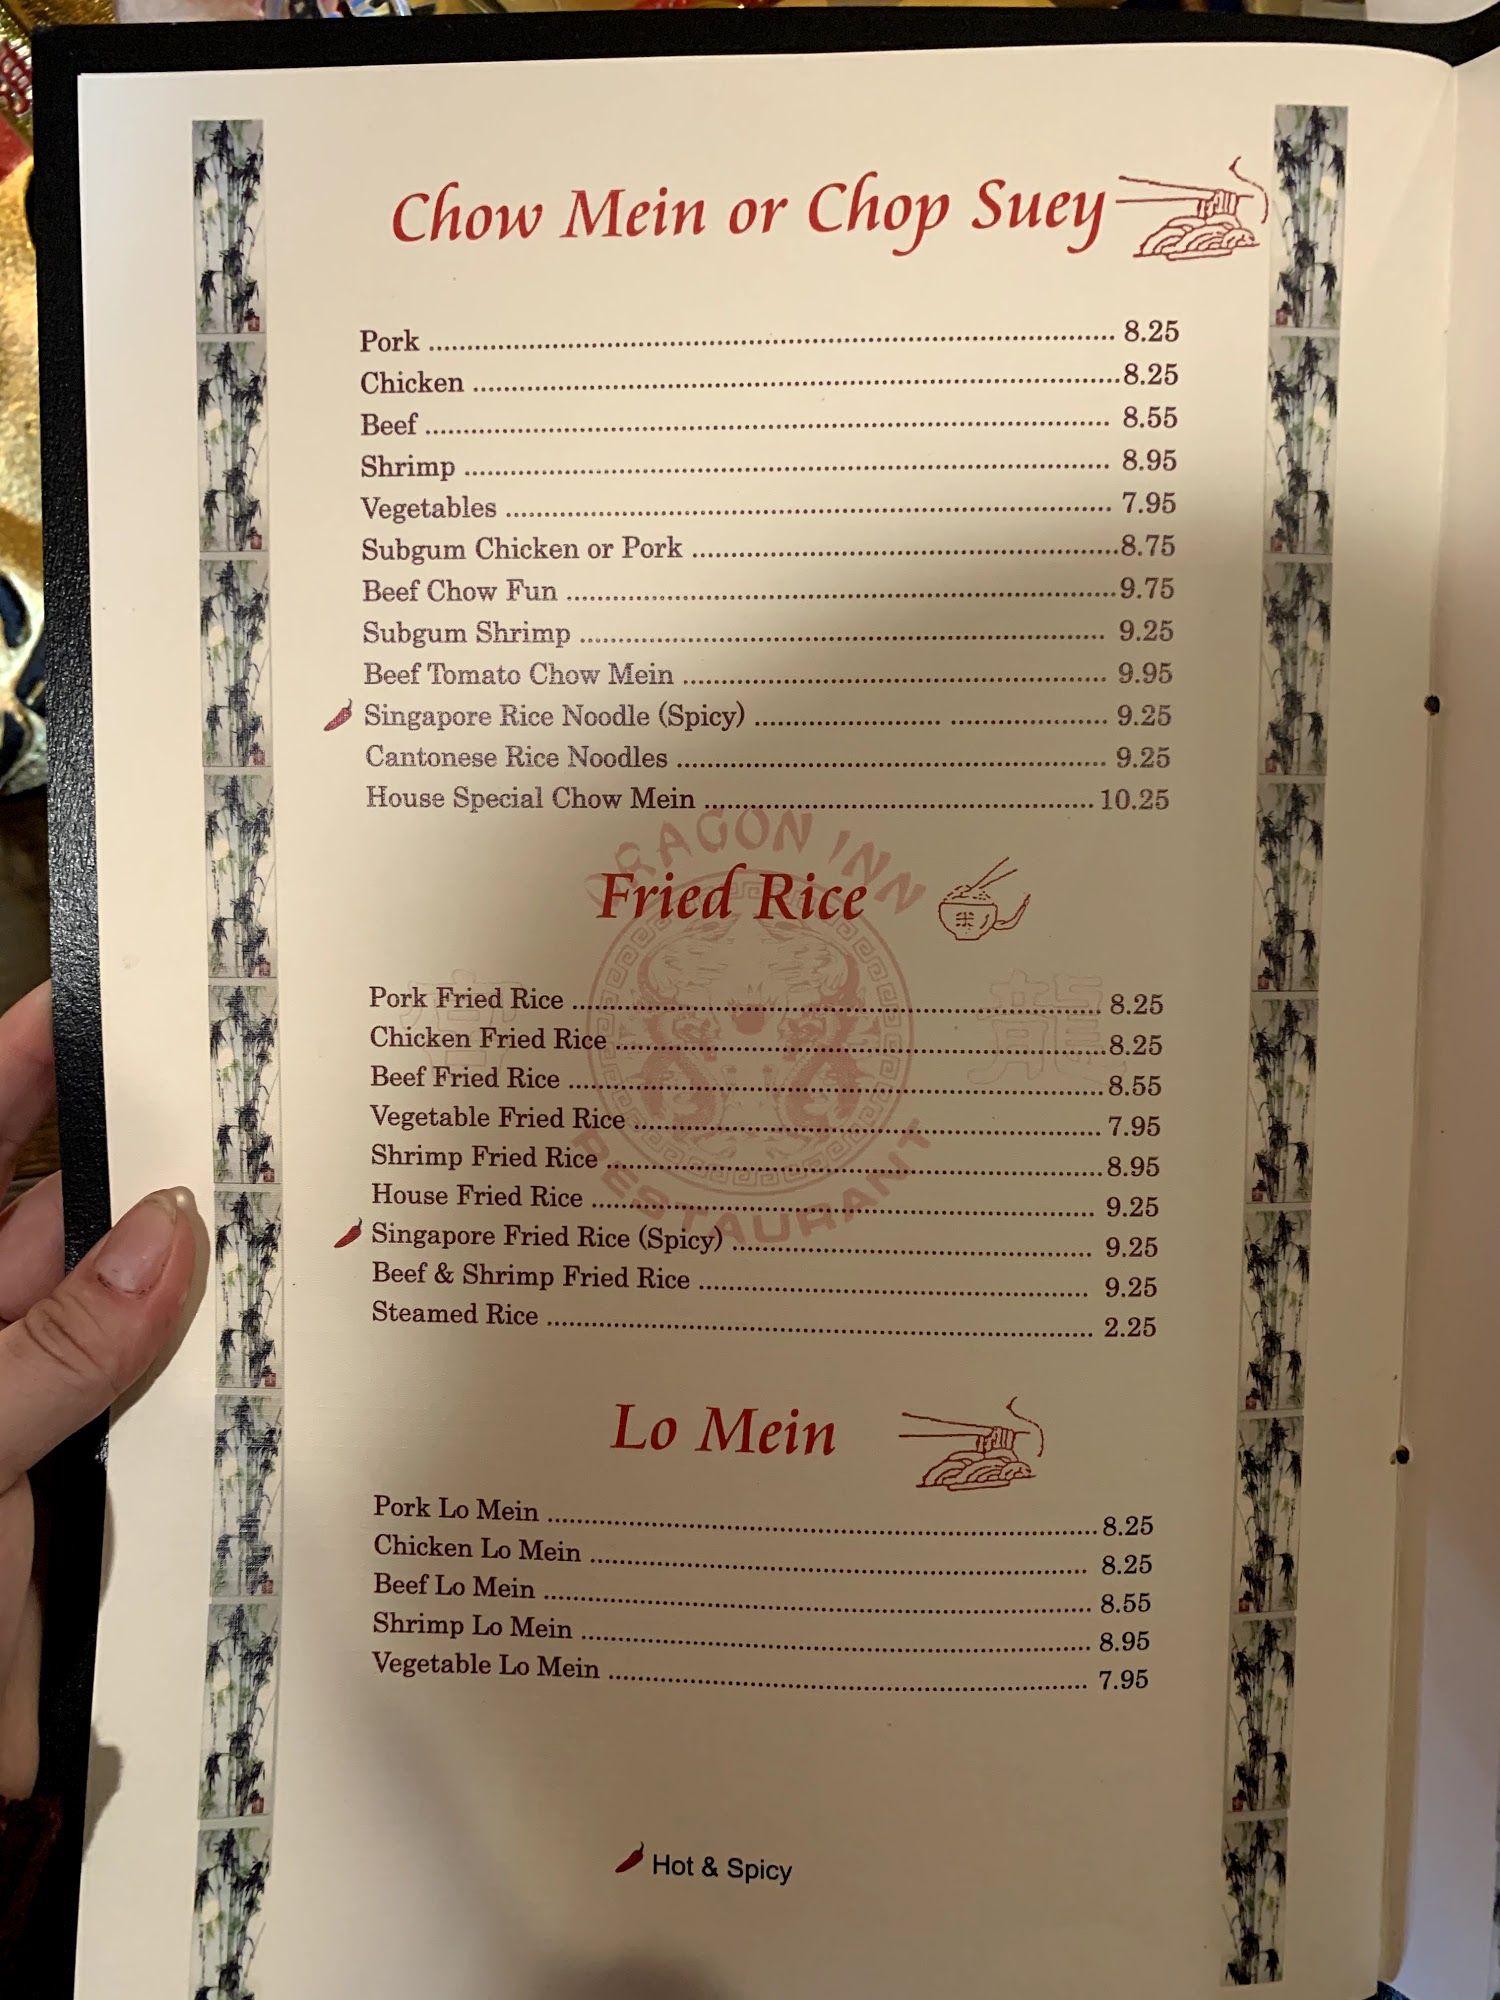 Chow Mein or Chop Suey
Pork ........ 8.25
Chicken ........ 8.25
Beef ........ 8.55
Shrimp ........ 8.95
Vegetables ........ 7.95
Subgum Chicken or Pork ........ 8.75
Beef Chow Fun ........ 9.75
Subgum Shrimp ........ 9.25
Beef Tomato Chow Mein ........ 9.95
Singapore Rice Noodle (Spicy) ........ 9.25
Cantonese Rice Noodles ........ 9.25
House Special Chow Mein ........ 10.25
DRAGON INN
Fried Rice
米
Pork Fried Rice ........ 8.25
Chicken Fried Rice ........ 8.25
龍
Beef Fried Rice ........ 8.55
Vegetable Fried Rice ........ 7.95
Shrimp Fried Rice ........ 8.95
House Fried Rice ........ 9.25
RESTAURANT
Singapore Fried Rice (Spicy) ........ 9.25
Beef & Shrimp Fried Rice ........ 9.25
Steamed Rice ........ 2.25
Lo Mein
Pork Lo Mein ........ 8.25
Chicken Lo Mein ........ 8.25
Beef Lo Mein ........ 8.55
Shrimp Lo Mein ........ 8.95
Vegetable Lo Mein ........ 7.95
Hot & Spicy